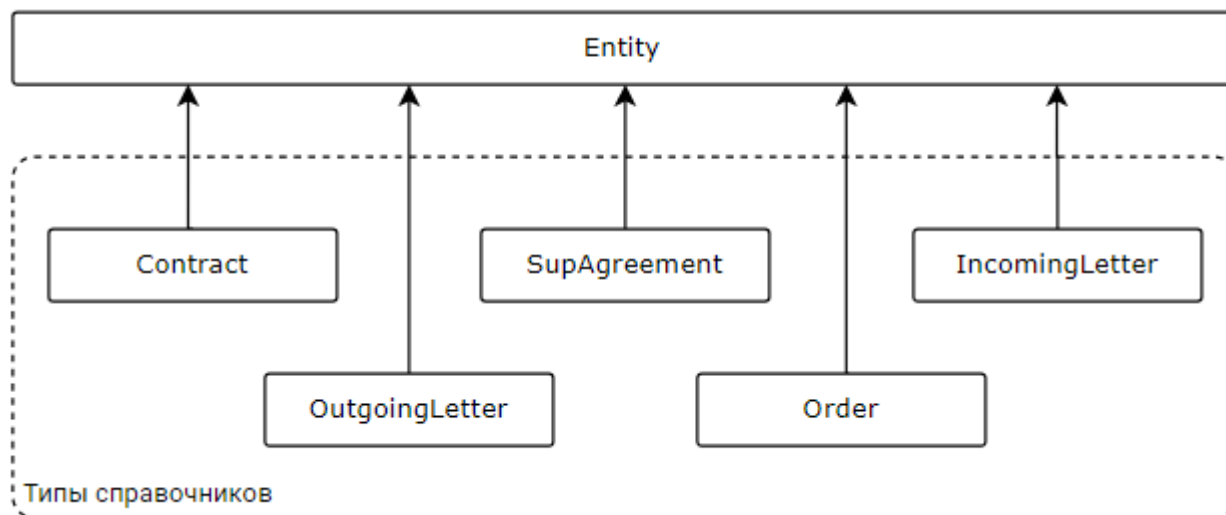 Entity
Contract
SupAgreement
IncomingLetter
OutgoingLetter
Order
Типы справочников